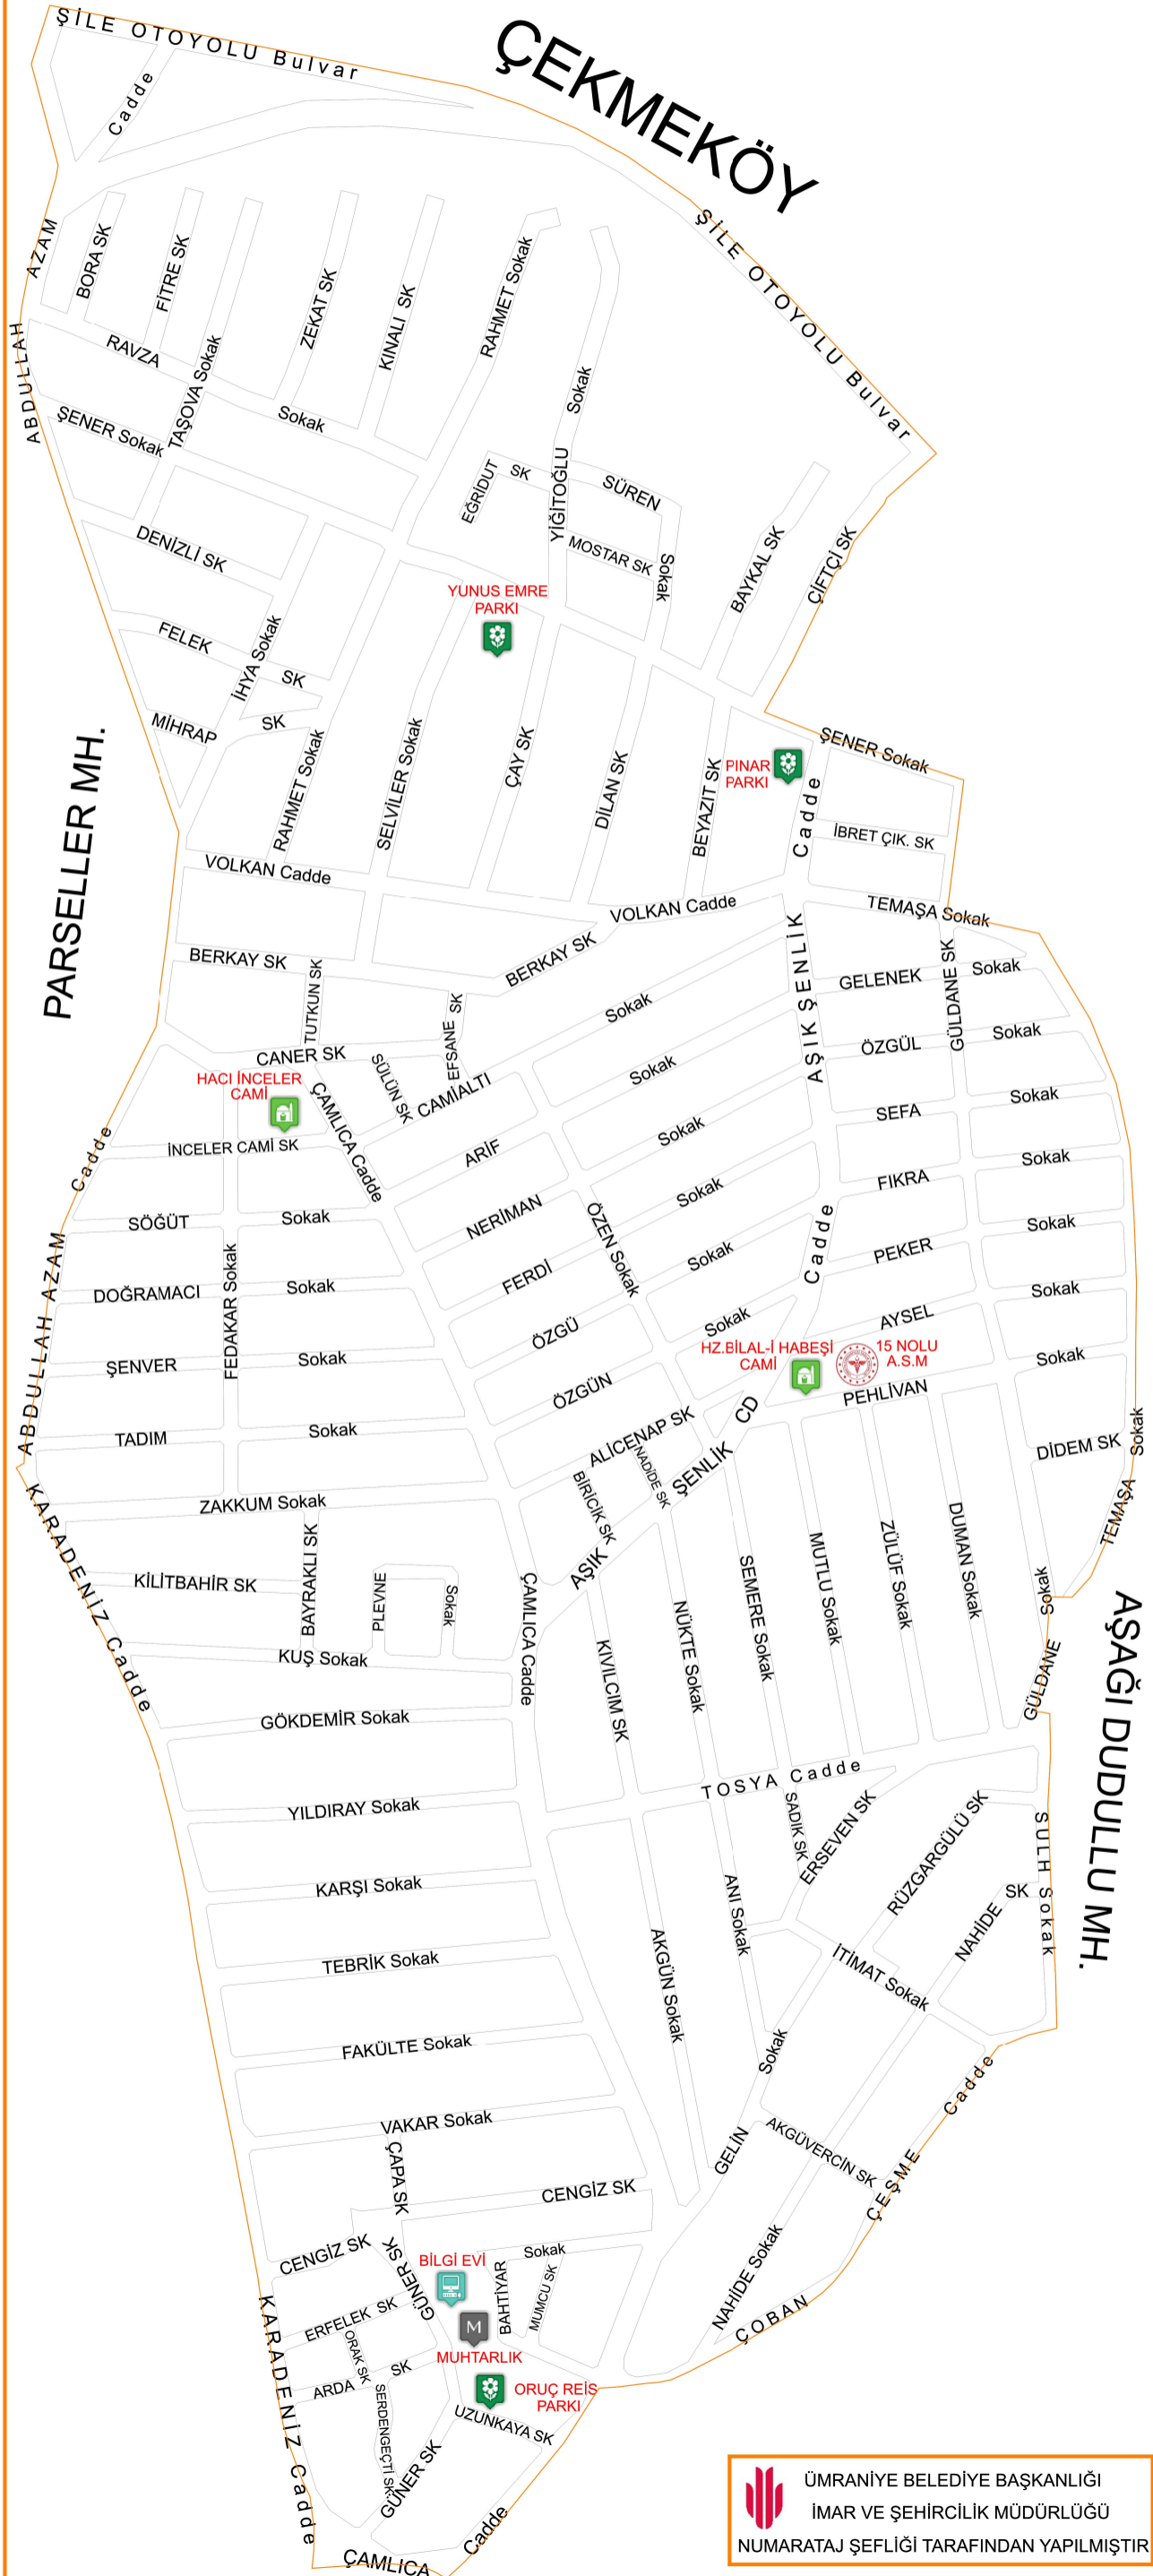 ŞİLE OTOYOLU Bulvar
ÇEKMEKÖY
Cadde
ŞİLE OTOYOLU Bulvar
ABDULLAH AZAM
BORA SK
FİTRE SK
ZEKAT SK
KINALI SK
RAHMET Sokak
RAVZA Sokak
TAŞOVA Sokak
YİĞİTOĞLU Sokak
ŞENER Sokak
EĞRİDUT SK
SÜREN Sokak
MOSTAR SK
DENİZLİ SK
BAYKAL SK
ÇİFTÇİ SK
YUNUS EMRE
PARKI
FELEK SK
İHYA Sokak
MİHRAP SK
PARSELLER MH.
RAHMET Sokak
SELVİLER Sokak
ÇAY SK
DİLAN SK
BEYAZIT SK
PINAR
PARKI
ŞENER Sokak
Cadde
İBRET ÇIK. SK
VOLKAN Cadde
VOLKAN Cadde
TEMAŞA Sokak
BERKAY SK
BERKAY SK
AŞIK ŞENLİK
GÜLDANE SK
GELENEK Sokak
TUTKUN SK
EFSANE SK
CANER SK
SÜLÜN SK
CAMİALTI Sokak
ÖZGÜL Sokak
HACI İNCELER
CAMİ
ÇAMLICA Cadde
İNCELER CAMİ SK
ARİF Sokak
SEFA Sokak
NERİMAN Sokak
FIKRA Sokak
ABDULLAH AZAM Cadde
SÖĞÜT Sokak
FEDAKAR Sokak
ÖZEN Sokak
FERDİ Sokak
Cadde
PEKER Sokak
DOĞRAMACI Sokak
ÖZGÜ Sokak
AYSEL Sokak
ŞENVER Sokak
ÖZGÜN Sokak
HZ.BİLAL-İ HABEŞİ
CAMİ
15 NOLU
A.S.M
PEHLİVAN Sokak
TADIM Sokak
ALİCENAP SK
NADİDE SK
BİRİCİK SK
AŞIK ŞENLİK CD
DİDEM SK
TEMAŞA Sokak
KARADENİZ Cadde
ZAKKUM Sokak
KİLİTBAHİR SK
BAYRAKLI SK
PLEVNE Sokak
ÇAMLICA Cadde
KUŞ Sokak
KIVILCIM SK
NÜKTE Sokak
SEMERE Sokak
MUTLU Sokak
ZÜLÜF Sokak
DUMAN Sokak
GÜLDANE Sokak
AŞAĞI DUDULLU MH.
GÖKDEMİR Sokak
TOSYA Cadde
YILDIRAY Sokak
SADIK SK
ERSEVEN SK
RÜZGARGÜLÜ SK
SULH Sokak
KARŞI Sokak
ANI Sokak
NAHİDE SK
TEBRİK Sokak
AKGÜN Sokak
İTİMAT Sokak
FAKÜLTE Sokak
GELİN Sokak
VAKAR Sokak
AKGÜVERCİN SK
ÇAPA SK
CENGİZ SK
ÇOBAN ÇEŞME Cadde
NAHİDE Sokak
CENGİZ SK
GÜNER SK
BİLGİ EVİ
BAHTİYAR Sokak
MUMCU SK
ERFELEK SK
ORAK SK
M
MUHTARLIK
ARDA SK
KARADENİZ Cadde
SERDENGEÇTİ SK.
ORUÇ REİS
PARKI
UZUNKAYA SK
GÜNER SK
ÇAMLICA Cadde
ÜMRANİYE BELEDİYE BAŞKANLIĞI
İMAR VE ŞEHİRCİLİK MÜDÜRLÜĞÜ
NUMARATAJ ŞEFLİĞİ TARAFINDAN YAPILMIŞTIR